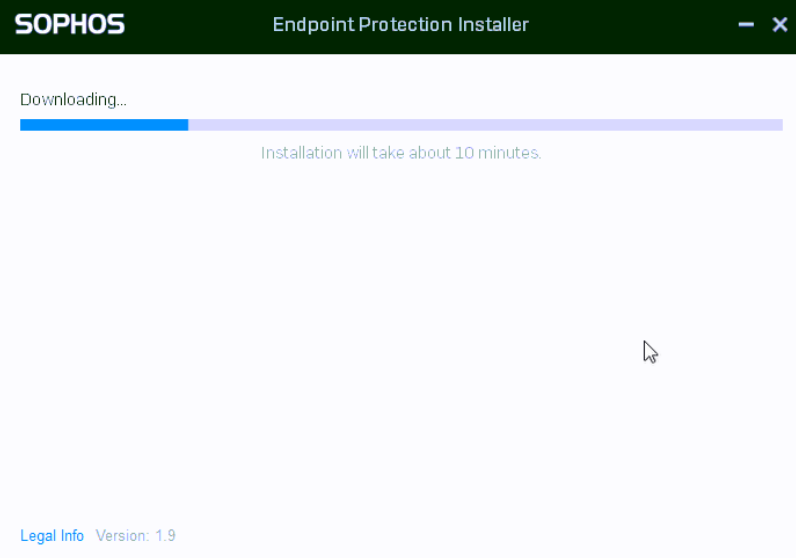 SOPHOS Endpoint Protection Installer
Downloading...
Installation will take about 10 minutes.
Legal Info Version: 1.9